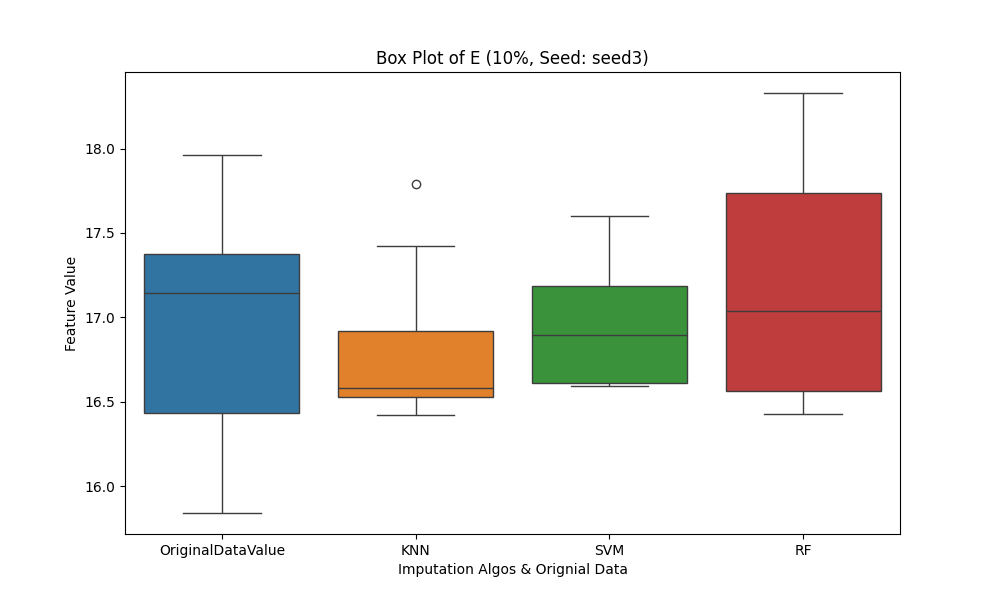 Box Plot of E (10%, Seed: seed3)
Feature Value
18.0
17.5
17.0
16.5
16.0
OriginalDataValue
KNN
SVM
RF
Imputation Algos & Orignial Data